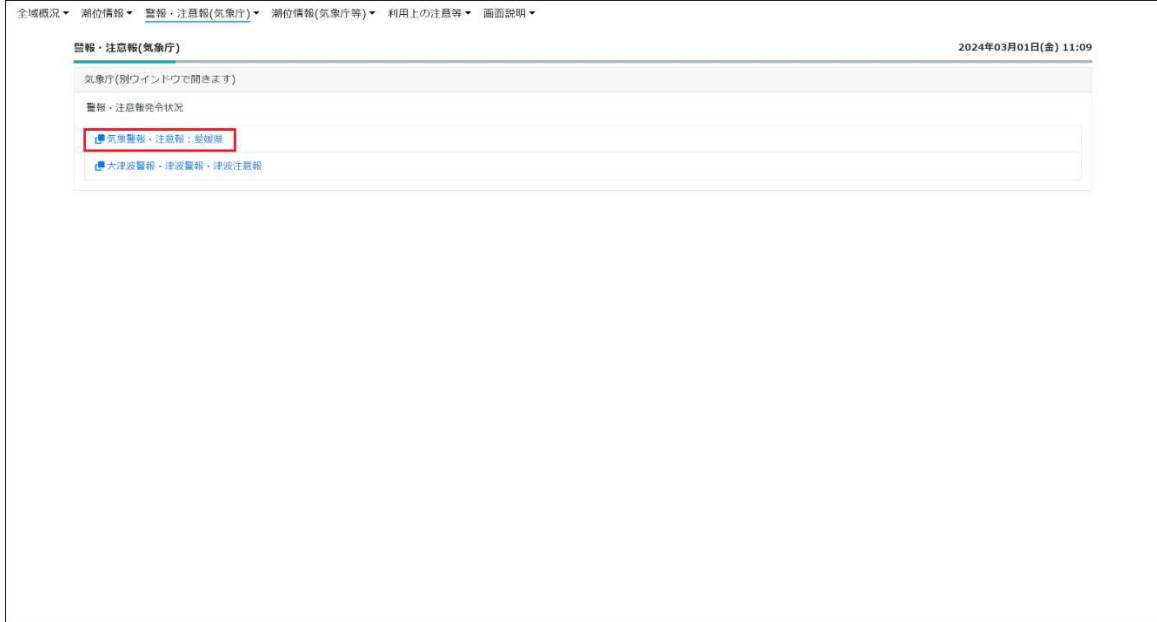 全域概況▼ 潮位情報▼ 警報・注意報(気象庁)▼ 潮位情報(気象庁等)▼ 利用上の注意等▼ 画面説明▼
警報・注意報(気象庁) 2024年03月01日(金) 11:09
気象庁(別ウインドウで開きます)
警報・注意報発令状況
気象警報・注意報：愛媛県
大津波警報・津波警報・津波注意報